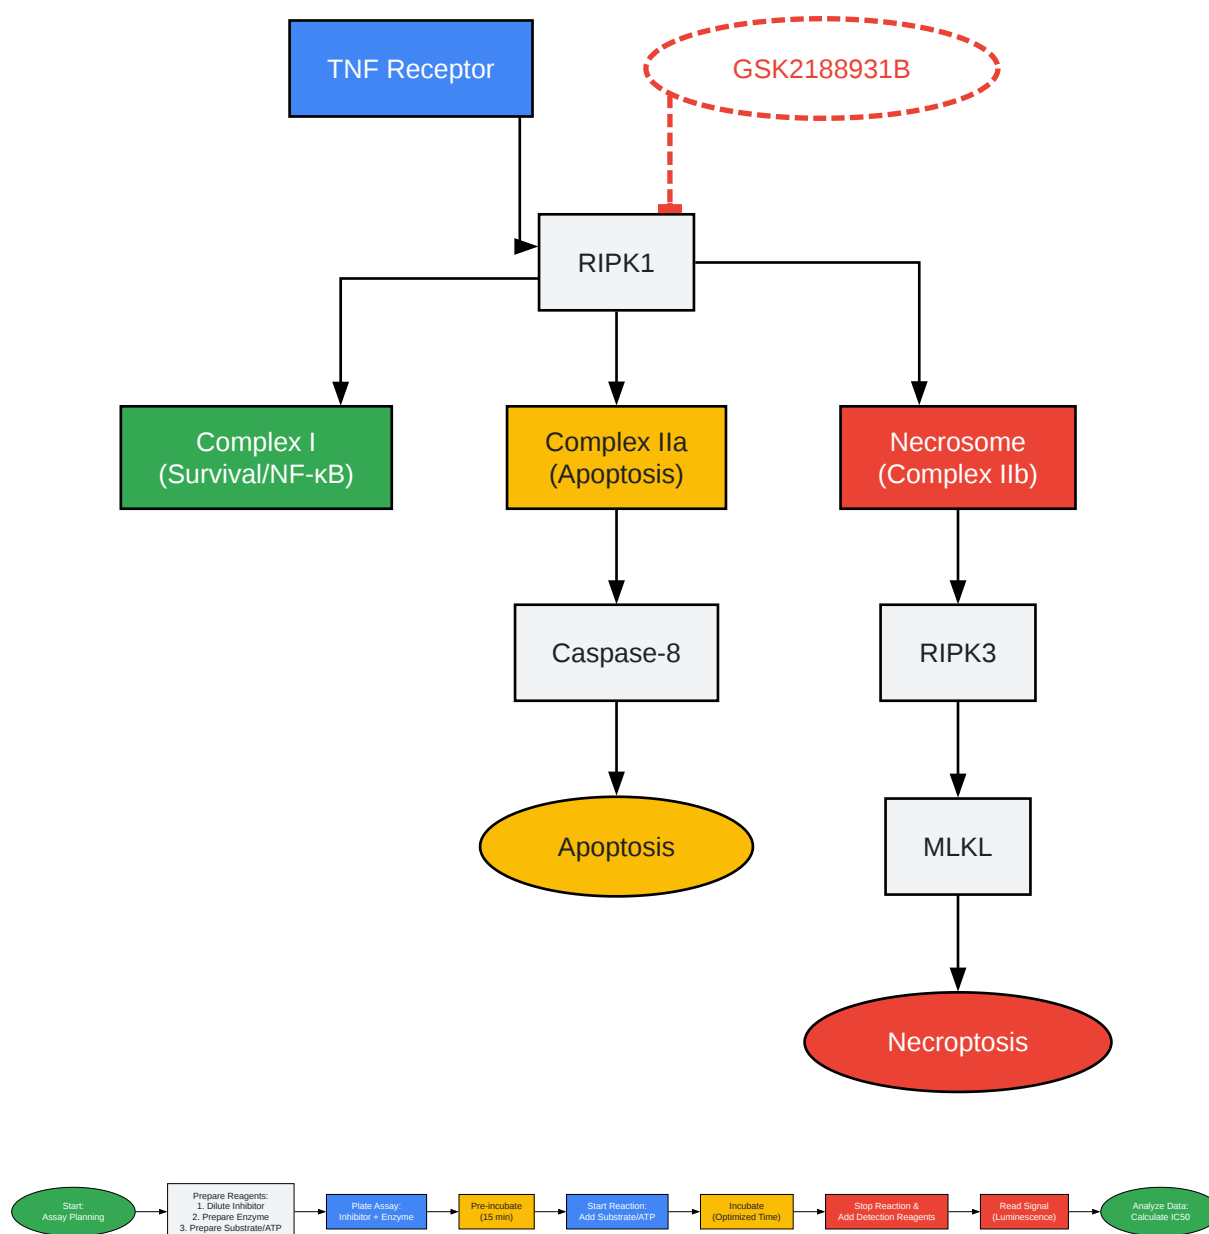 TNF Receptor
GSK2188931B
RIPK1
Complex I
(Survival/NF-κB)
Complex IIa
(Apoptosis)
Necrosome
(Complex IIb)
Caspase-8
RIPK3
Apoptosis
MLKL
Necroptosis
Start:
Assay Planning
Prepare Reagents:
1. Dilute Inhibitor
2. Prepare Enzyme
3. Prepare Substrate/ATP
Plate Assay:
Inhibitor + Enzyme
Pre-incubate
(15 min)
Start Reaction:
Add Substrate/ATP
Incubate
(Optimized Time)
Stop Reaction &
Add Detection Reagents
Read Signal
(Luminescence)
Analyze Data:
Calculate IC50